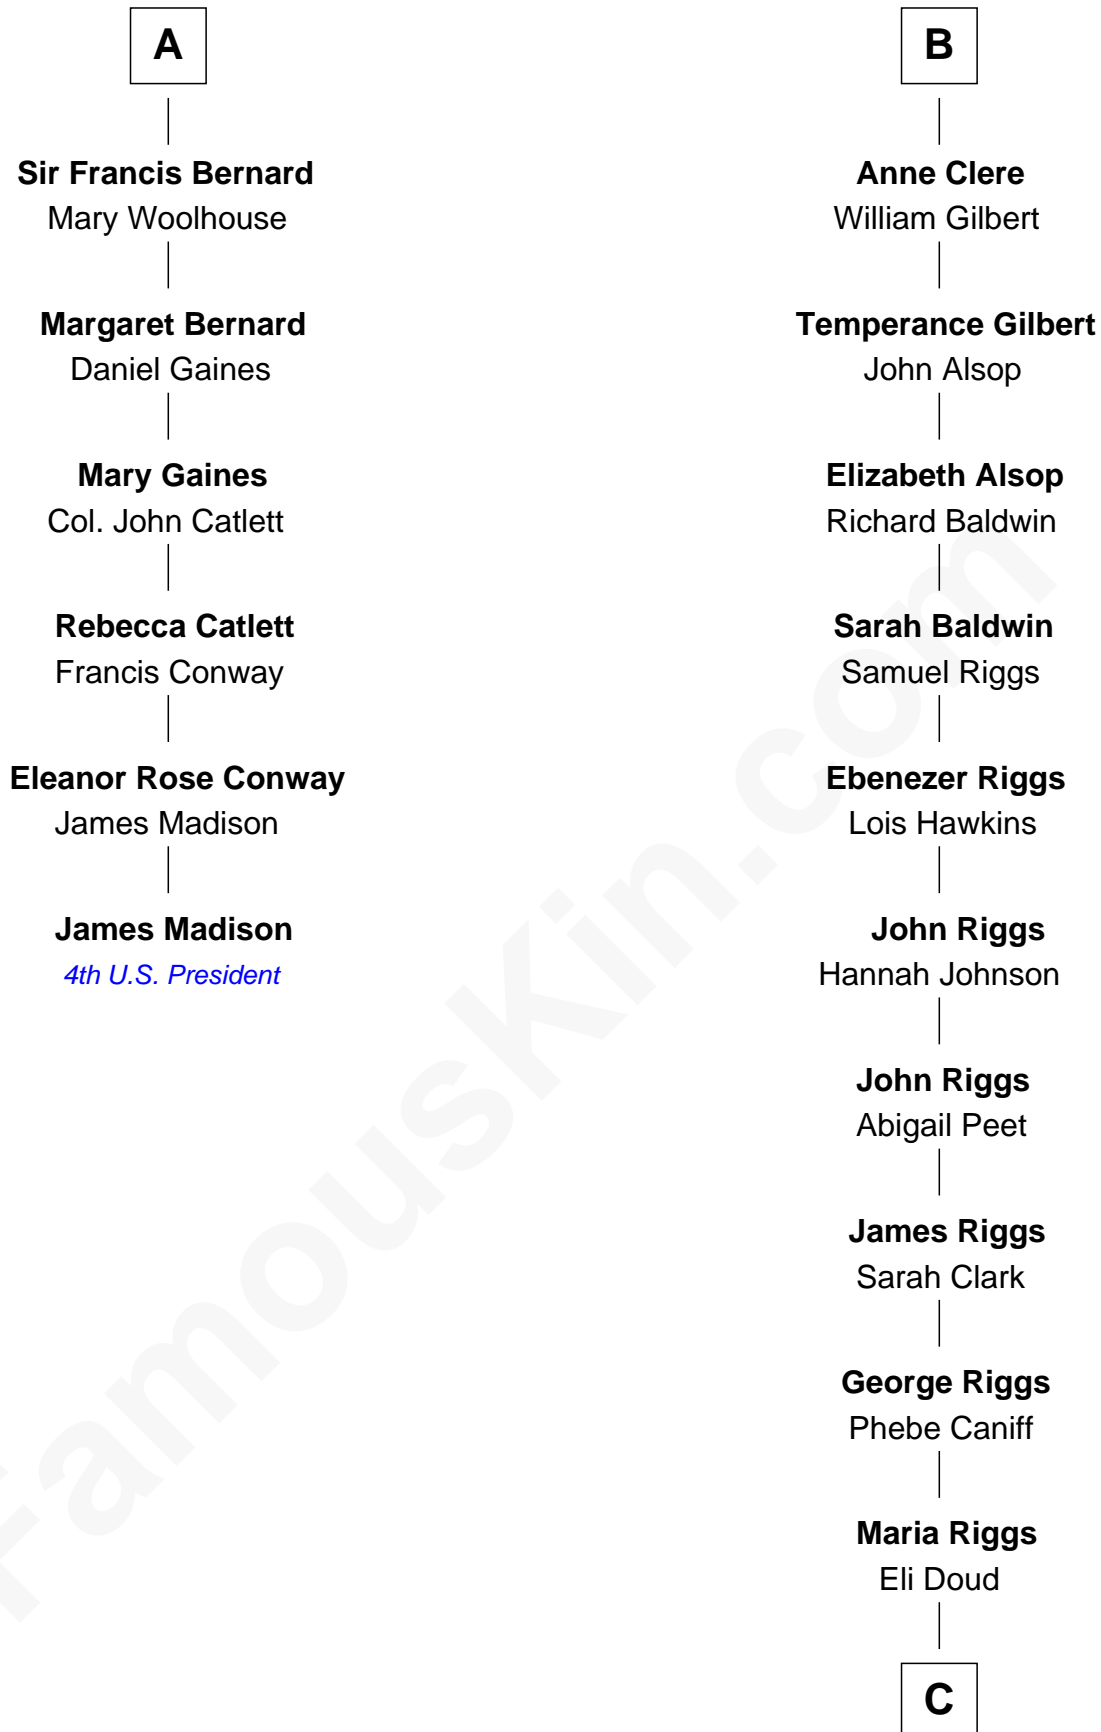 A
Sir Francis Bernard
Mary Woolhouse
Margaret Bernard
Daniel Gaines
Mary Gaines
Col. John Catlett
Rebecca Catlett
Francis Conway
Eleanor Rose Conway
James Madison
James Madison
4th U.S. President
B
Anne Clere
William Gilbert
Temperance Gilbert
John Alsop
Elizabeth Alsop
Richard Baldwin
Sarah Baldwin
Samuel Riggs
Ebenezer Riggs
Lois Hawkins
John Riggs
Hannah Johnson
John Riggs
Abigail Peet
James Riggs
Sarah Clark
George Riggs
Phebe Caniff
Maria Riggs
Eli Doud
C
FamousKin.com